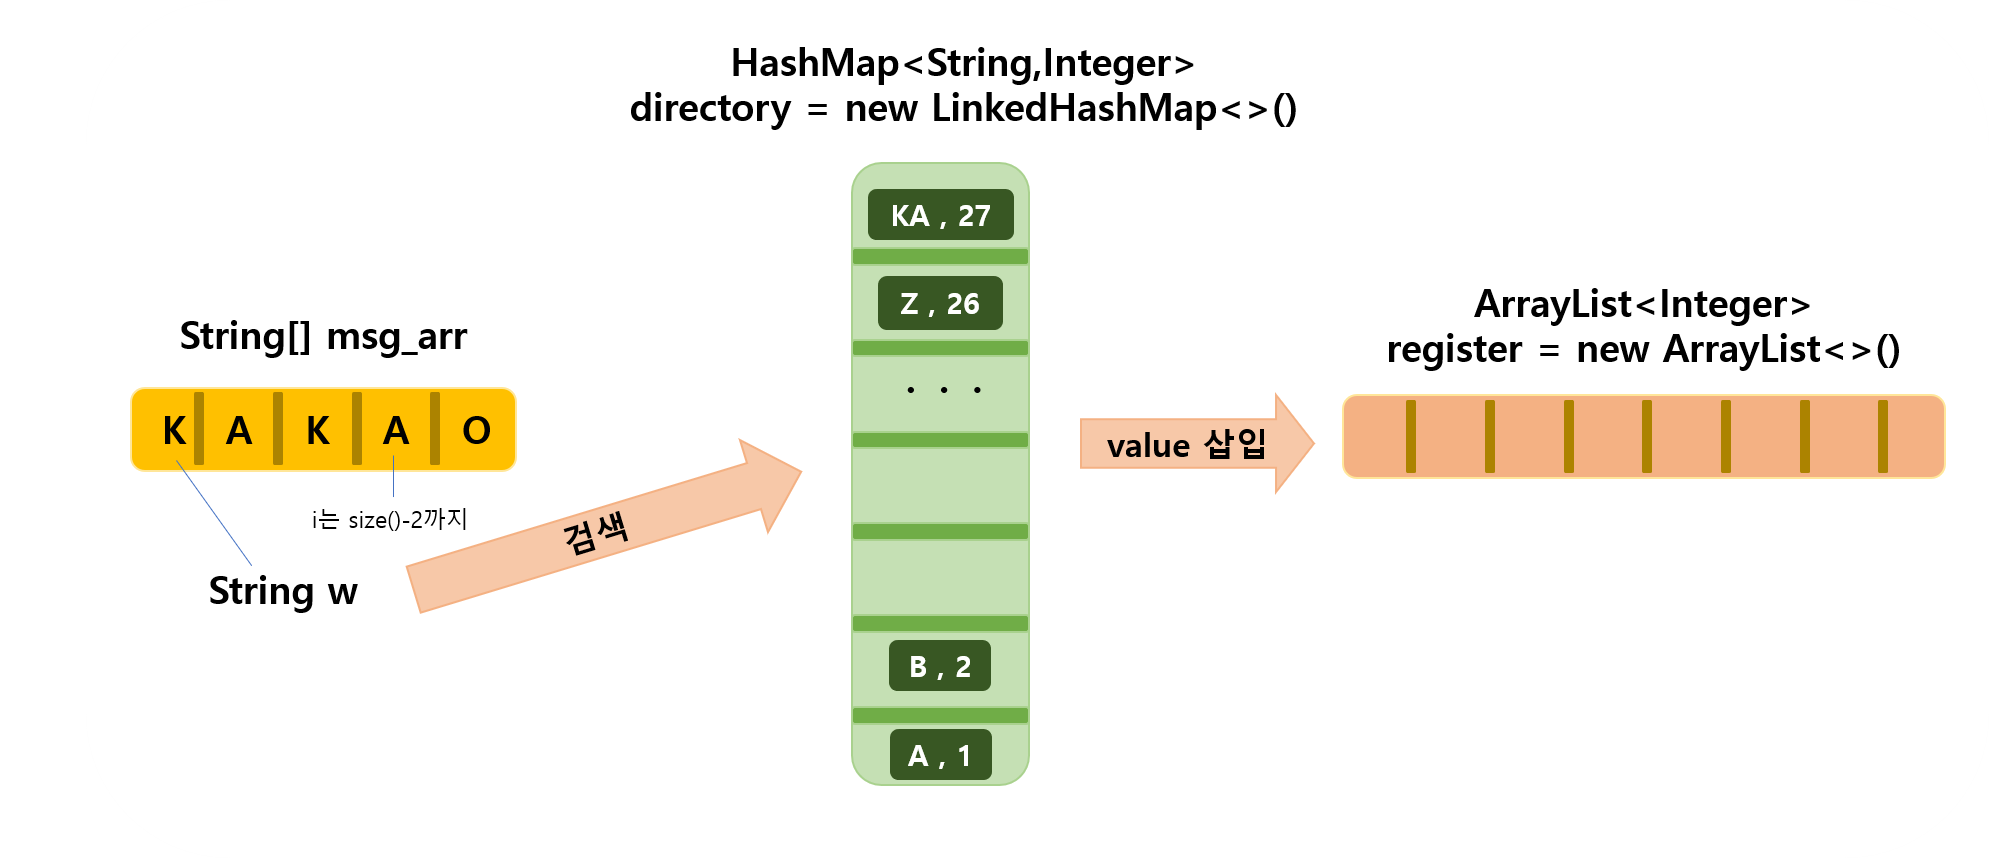 HashMap<String,Integer>
directory = new LinkedHashMap<>()
String[] msg_arr
K A K A O
i는 size()-2까지
String w
검색
KA , 27
Z , 26
. . .
B , 2
A , 1
value 삽입
ArrayList<Integer>
register = new ArrayList<>()